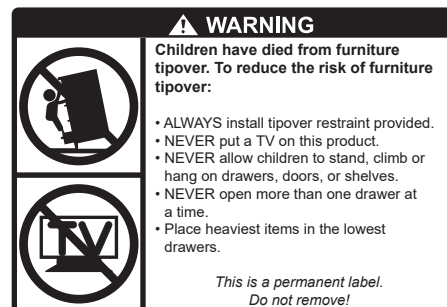 ⚠ WARNING
Children have died from furniture
tipover. To reduce the risk of furniture
tipover:
• ALWAYS install tipover restraint provided.
• NEVER put a TV on this product.
• NEVER allow children to stand, climb or
hang on drawers, doors, or shelves.
• NEVER open more than one drawer at
a time.
• Place heaviest items in the lowest
drawers.
TV
This is a permanent label.
Do not remove!